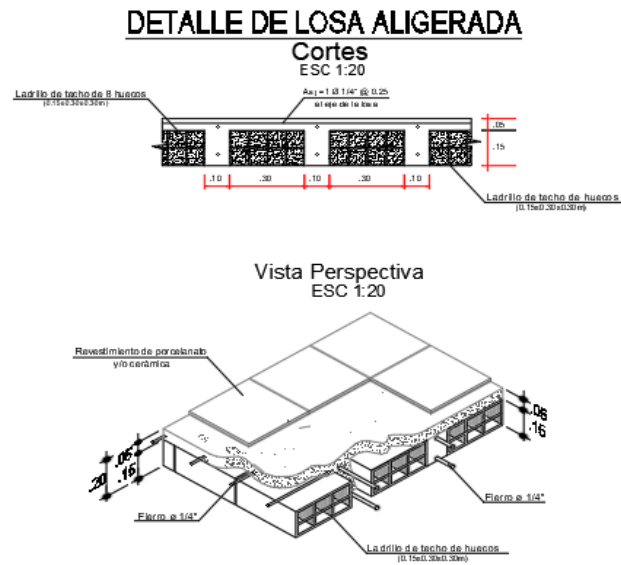 DETALLE DE LOSA ALIGERADA
Cortes
ESC 1:20
Ladrillo de techo de 8 huecos
(0.15x0.30x0.30m)
As¡=1 Ø 1/4" @ 0.25
al eje de la losa
.05
.15
.10 .30 .10 .30 .10
Ladrillo de techo de huecos
(0.15x0.30x0.30m)
Vista Perspectiva
ESC 1:20
Revestimiento de porcelanato
y/o cerámica
.05
.15
.05
.15
.20
Fierro ø 1/4"
Fierro ø 1/4"
Ladrillo de techo de huecos
(0.15x0.30x0.30m)